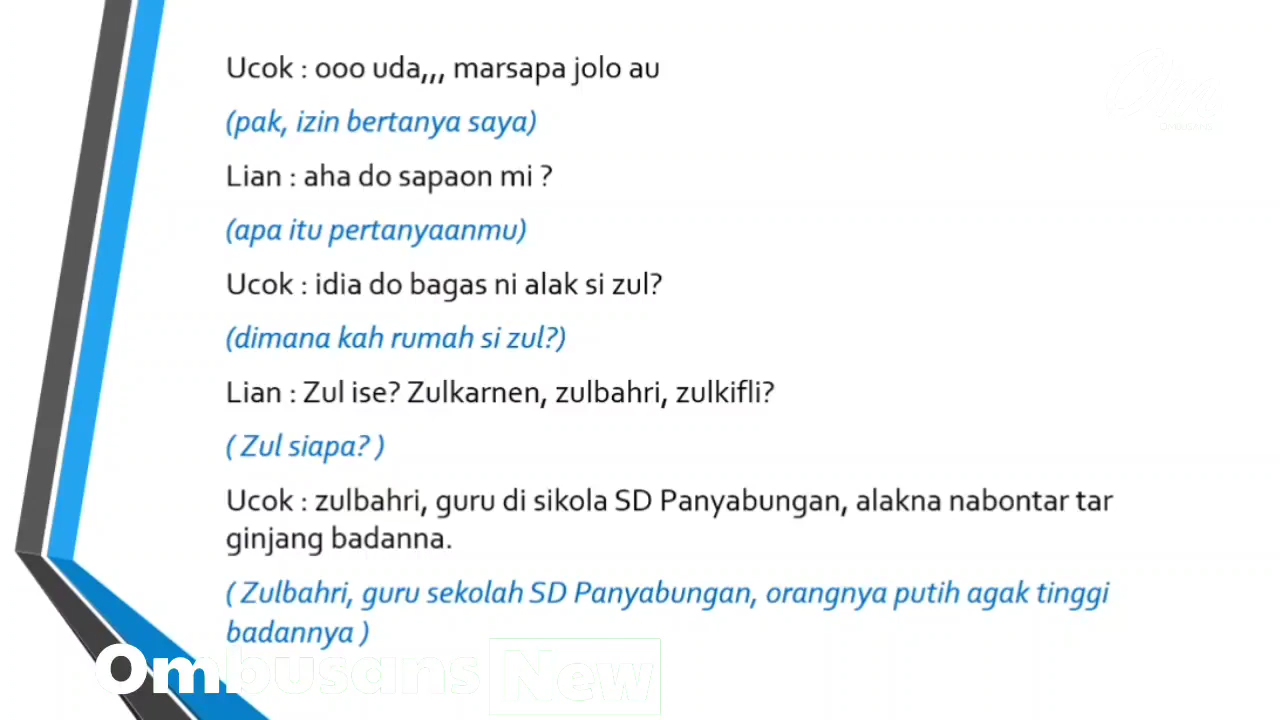 Ucok : ooo uda,,, marsapa jolo au
(pak, izin bertanya saya)
Lian : aha do sapaon mi ?
(apa itu pertanyaanmu)
Ucok : idia do bagas ni alak si zul?
(dimana kah rumah si zul?)
Lian : Zul ise? Zulkarnen, zulbahri, zulkifli?
( Zul siapa? )
Ucok : zulbahri, guru di sikola SD Panyabungan, alakna nabontar tar
ginjang badanna.
( Zulbahri, guru sekolah SD Panyabungan, orangnya putih agak tinggi
badannya )
Ombusans New